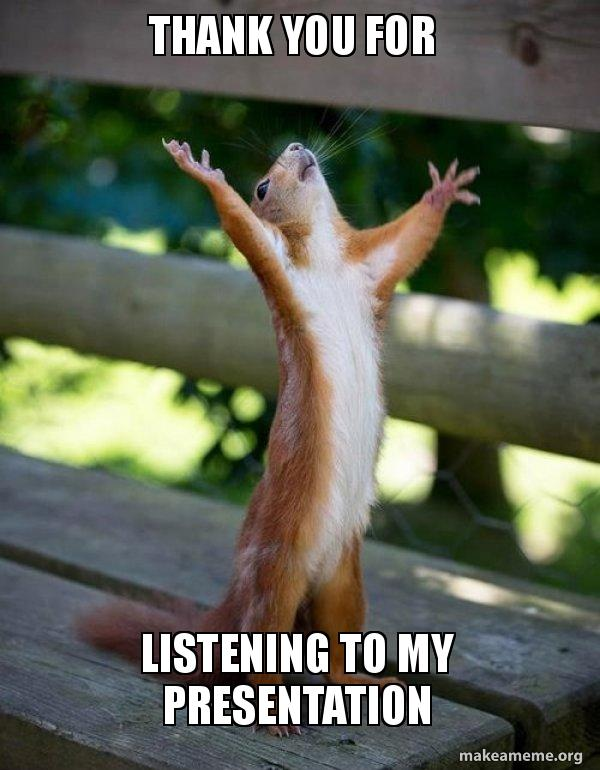 THANK YOU FOR
LISTENING TO MY
PRESENTATION
makeameme.org